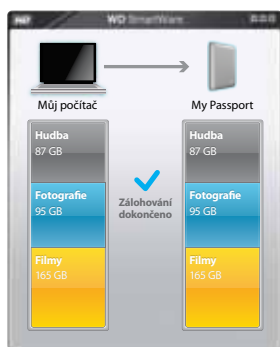 WD SmartWare
Můj počítač
My Passport
Hudba
87 GB
Fotografie
95 GB
Filmy
165 GB
Zálohování
dokončeno
Hudba
87 GB
Fotografie
95 GB
Filmy
165 GB